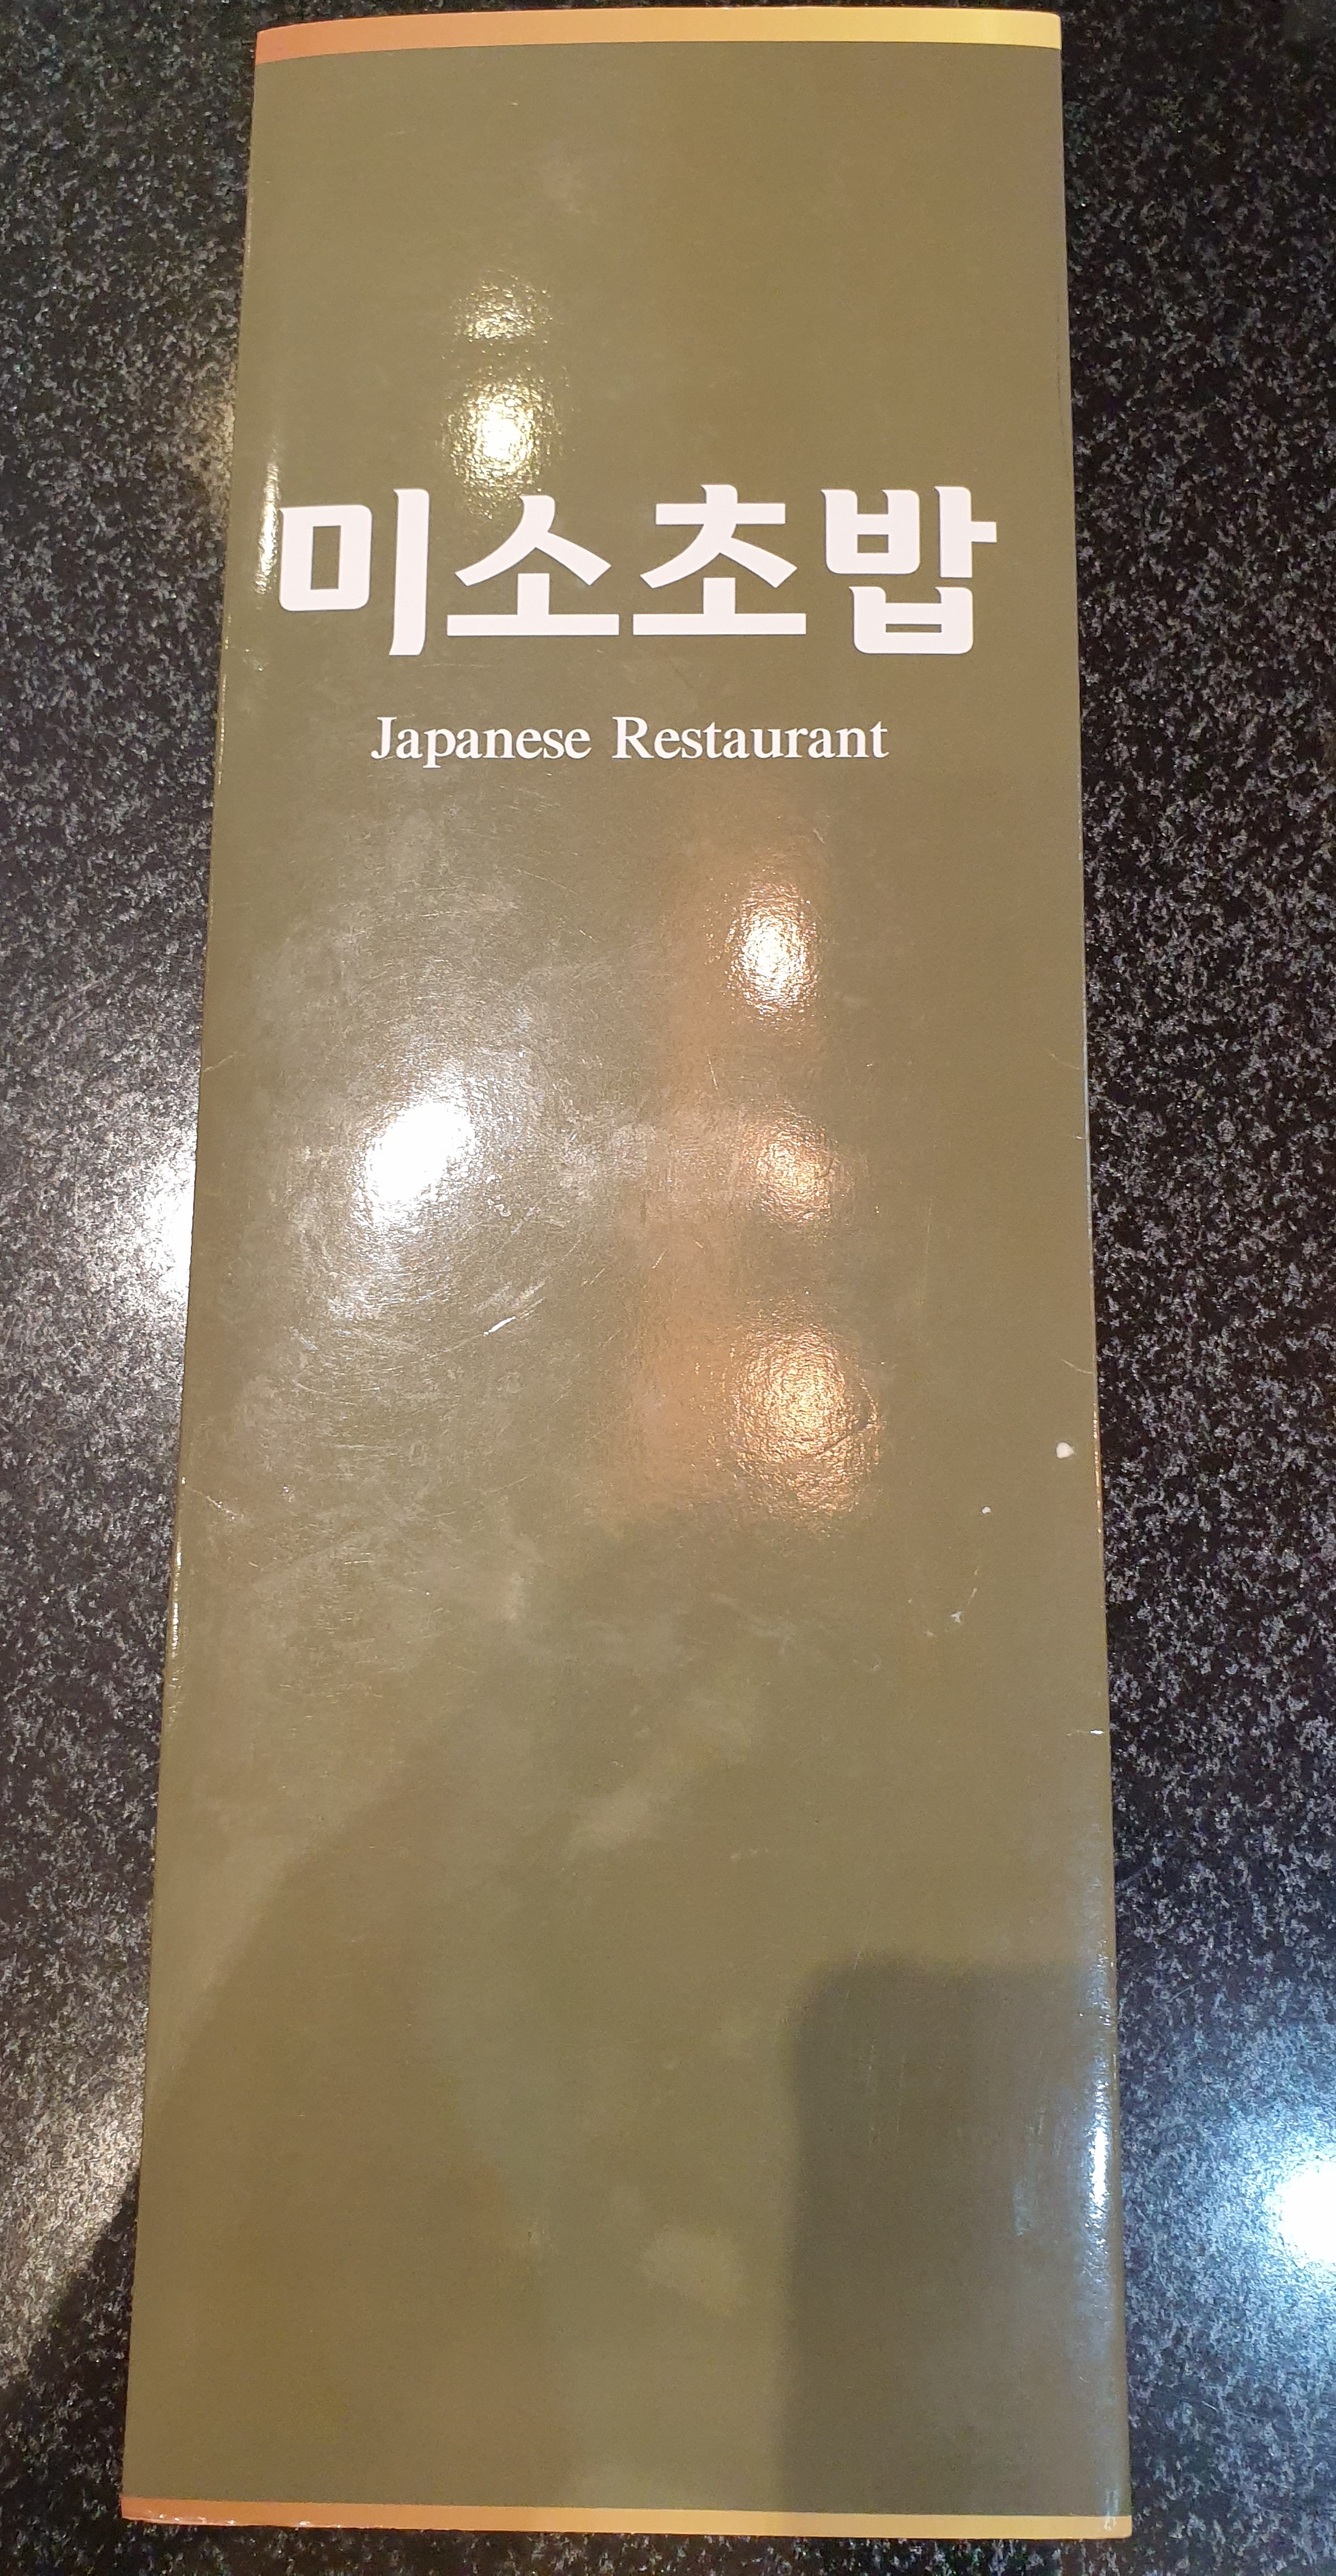 미소초밥
Japanese Restaurant